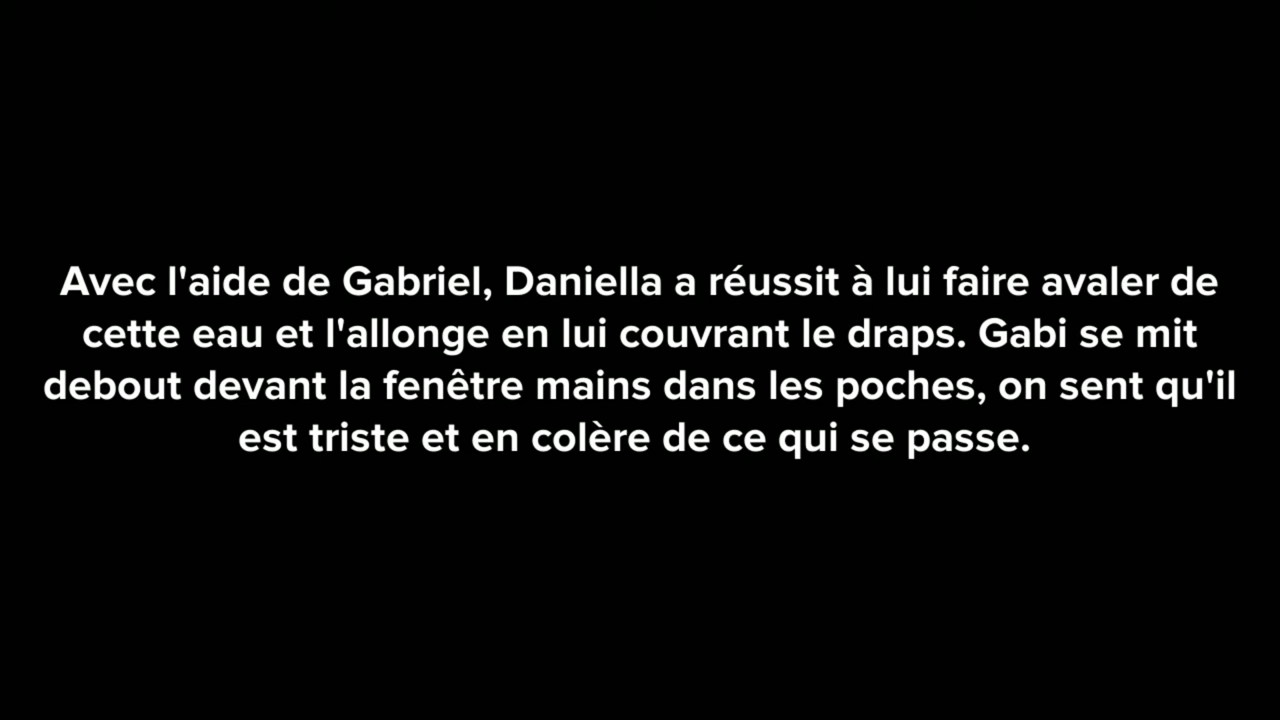 Avec l'aide de Gabriel, Daniella a réussit à lui faire avaler de
cette eau et l'allonge en lui couvrant le draps. Gabi se mit
debout devant la fenêtre mains dans les poches, on sent qu'il
est triste et en colère de ce qui se passe.